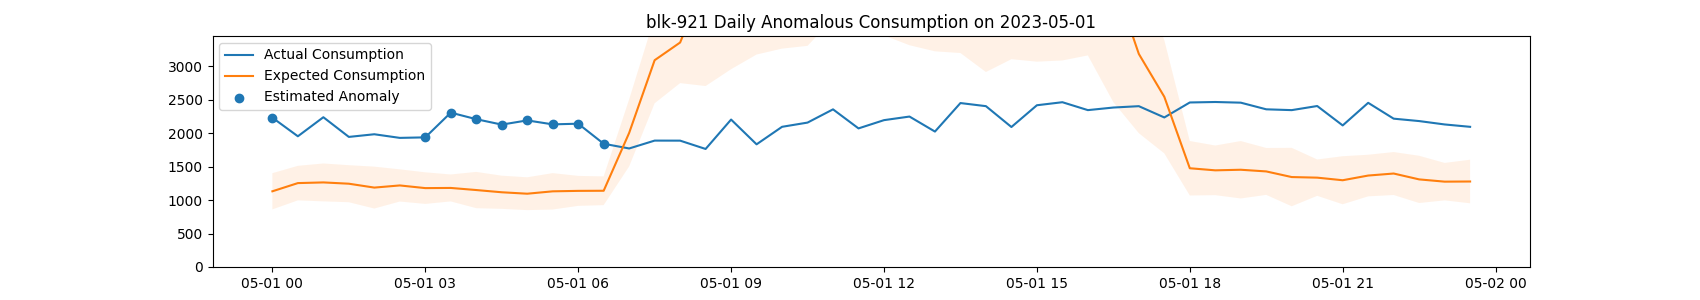 blk-921 Daily Anomalous Consumption on 2023-05-01
Actual Consumption
Expected Consumption
Estimated Anomaly
3000
2500
2000
1500
1000
500
0
05-01 00 05-01 03 05-01 06 05-01 09 05-01 12 05-01 15 05-01 18 05-01 21 05-02 00